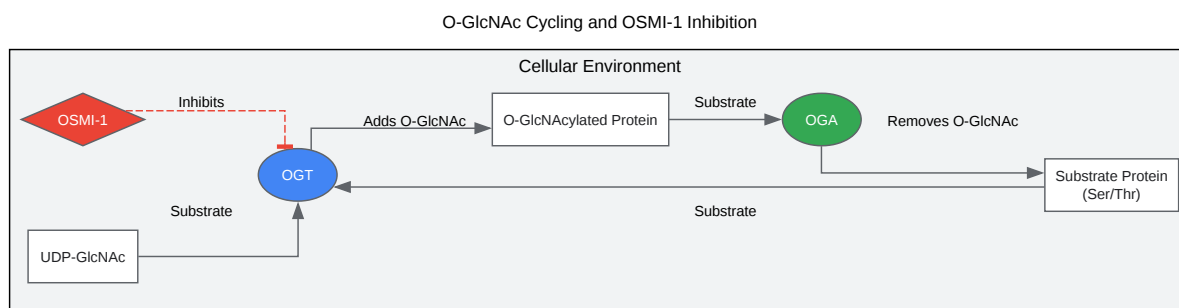 O-GlcNAc Cycling and OSMI-1 Inhibition
Cellular Environment
OSMI-1
Inhibits
OGT
Adds O-GlcNAc
O-GlcNAcylated Protein
Substrate
OGA
Removes O-GlcNAc
Substrate Protein
(Ser/Thr)
Substrate
Substrate
UDP-GlcNAc